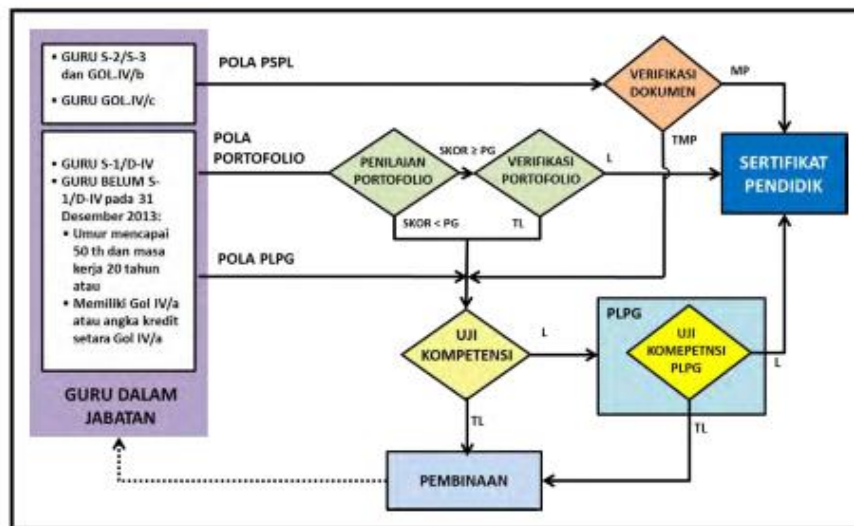 • GURU S-2/S-3
dan GOL.IV/b
• GURU GOL.IV/c
POLA PSPL
VERIFIKASI
DOKUMEN
MP
TMP
• GURU S-1/D-IV
• GURU BELUM S-
1/D-IV pada 31
Desember 2013:
• Umur mencapai
50 th dan masa
kerja 20 tahun
atau
• Memiliki Gol IV/a
atau angka kredit
setara Gol IV/a
POLA
PORTOFOLIO
PENILAIAN
PORTOFOLIO
SKOR ≥ PG
VERIFIKASI
PORTOFOLIO
L
SERTIFIKAT
PENDIDIK
SKOR < PG
TL
POLA PLPG
UJI
KOMPETENSI
L
PLPG
UJI
KOMEPETNSI
PLPG
L
GURU DALAM
JABATAN
TL
TL
PEMBINAAN